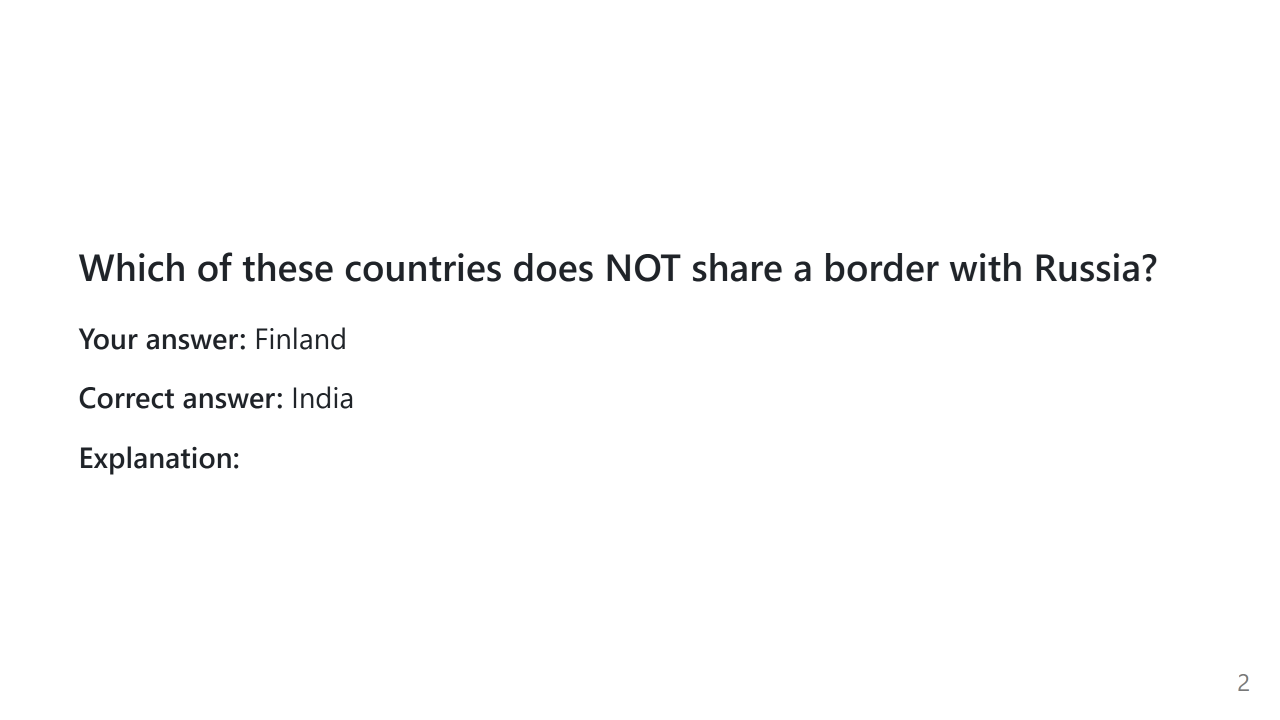 Which of these countries does NOT share a border with Russia?
Your answer: Finland
Correct answer: India
Explanation:
2